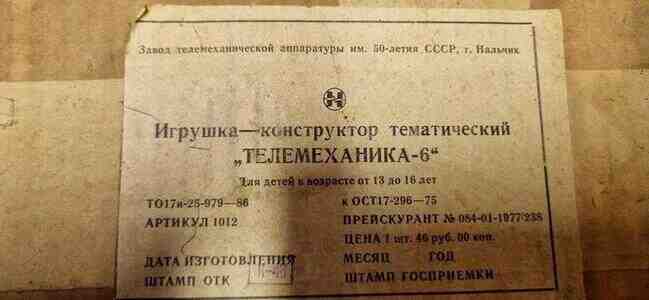 Завод телемеханической аппаратуры им. 50-летия СССР, г. Нальчик
Игрушка—конструктор тематический
„ТЕЛЕМЕХАНИКА-6"
Для детей в возрасте от 13 до 16 лет
ТО17и-25-979—86 к ОСТ17-296—75
АРТИКУЛ 1012 ПРЕЙСКУРАНТ № 084-01-1977/238
ЦЕНА 1 шт. 46 руб. 00 коп.
ДАТА ИЗГОТОВЛЕНИЯ МЕСЯЦ ГОД
ШТАМП ОТК ШТАМП ГОСПРИЕМКИ